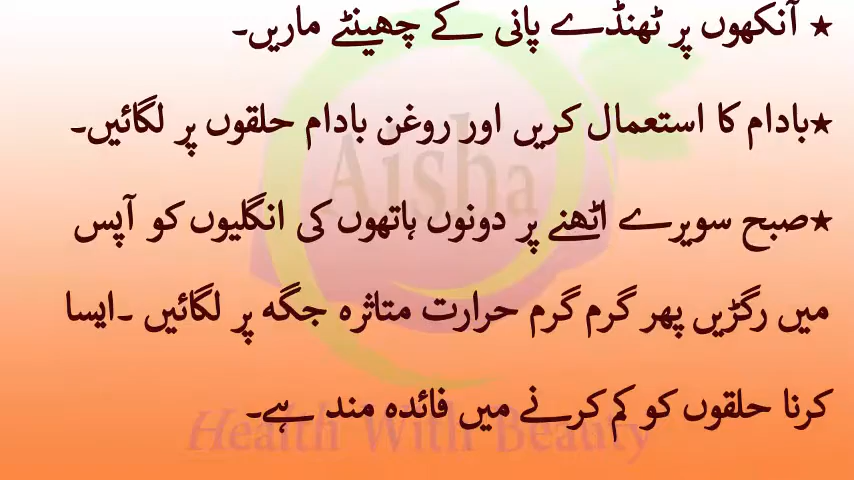 ★ آنکھوں پر ٹھنڈے پانی کے چھینٹے ماریں۔
★بادام کا استعمال کریں اور روغن بادام حلقوں پر لگائیں۔
★صبح سویرے اٹھنے پر دونوں ہاتھوں کی انگلیوں کو آپس
میں رگڑیں پھر گرم گرم حرارت متاثرہ جگہ پر لگائیں ۔ایسا
کرنا حلقوں کو کم کرنے میں فائدہ مند ہے۔
Aisha
Health With Beauty